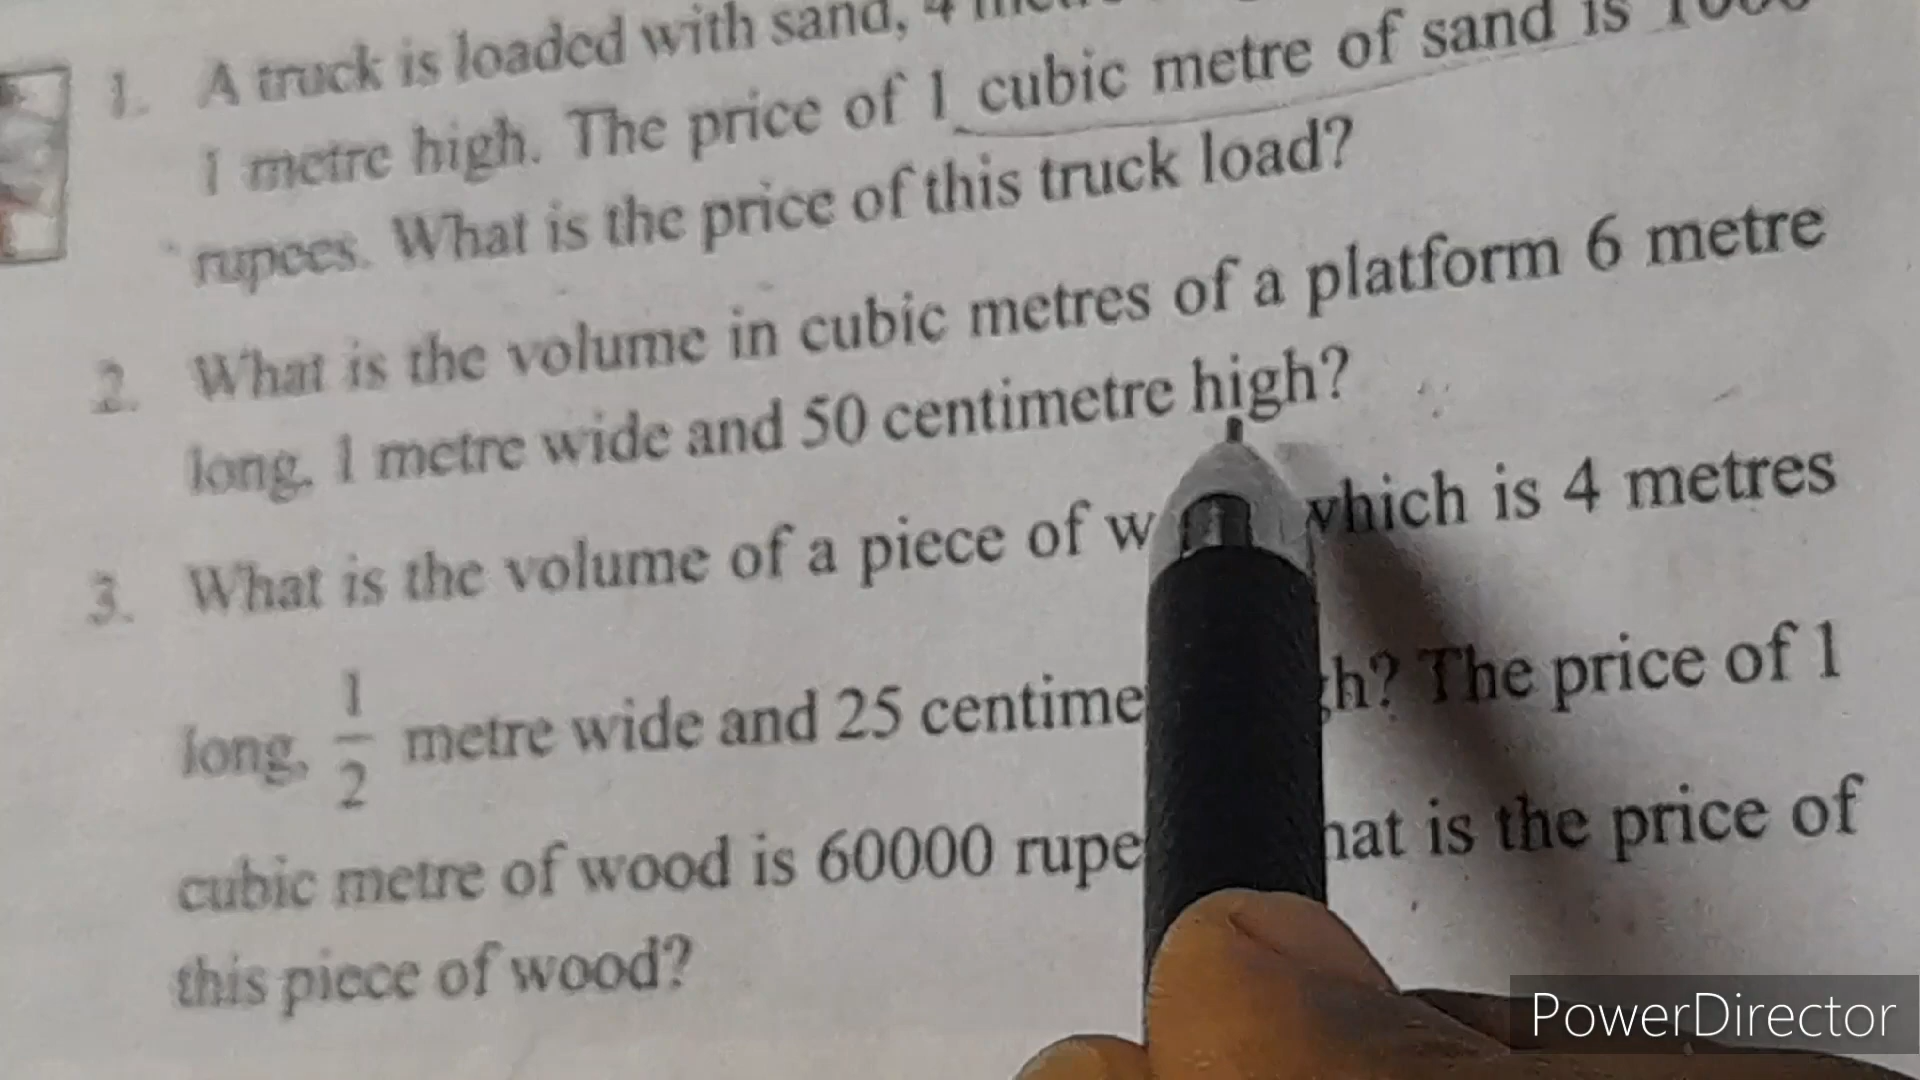 1. A truck is loaded with sand, 4
1 metre high. The price of 1 cubic metre of sand is
rupees. What is the price of this truck load?
2. What is the volume in cubic metres of a platform 6 metre
long, 1 metre wide and 50 centimetre high?
3. What is the volume of a piece of w which is 4 metres
long, 1/2 metre wide and 25 centime h? The price of 1
cubic metre of wood is 60000 rupe hat is the price of
this piece of wood?
PowerDirector